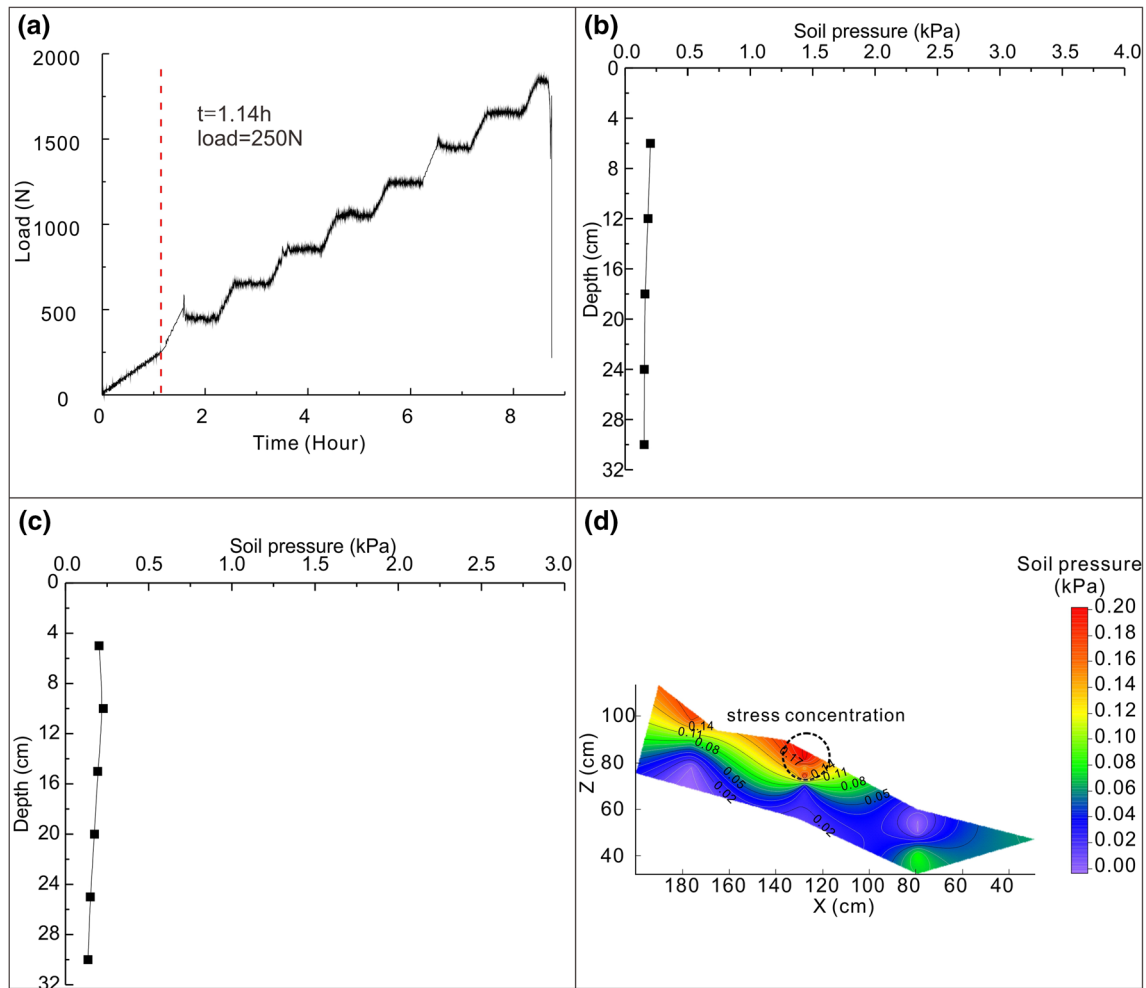 (a)
2000
1500
1000
500
0
Load (N)
t=1.14h
load=250N
0 2 4 6 8
Time (Hour)
(b)
Soil pressure (kPa)
0.0 0.5 1.0 1.5 2.0 2.5 3.0 3.5 4.0
0
4
8
12
16
20
24
28
32
Depth (cm)
(c)
Soil pressure (kPa)
0.0 0.5 1.0 1.5 2.0 2.5 3.0
0
4
8
12
16
20
24
28
32
Depth (cm)
(d)
Soil pressure
(kPa)
0.20
0.18
0.16
0.14
0.12
0.10
0.08
0.06
0.04
0.02
0.00
stress concentration
100
80
60
40
Z (cm)
0.14
0.11
0.08
0.05
0.02
0.17
0.14
0.11
0.08
0.05
0.02
180 160 140 120 100 80 60 40
X (cm)